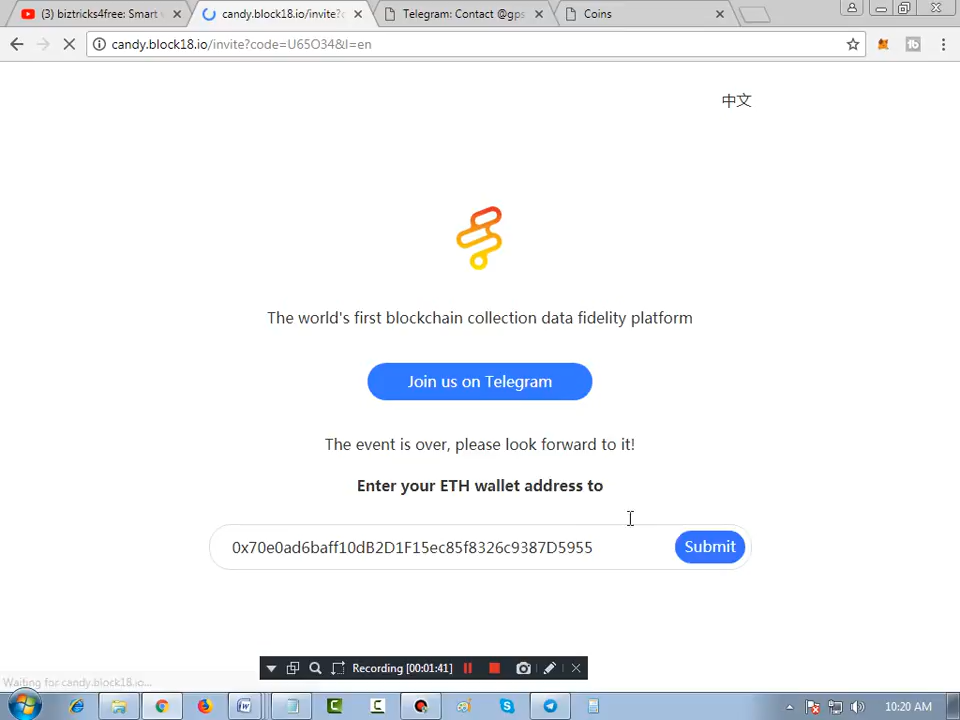 (3) biztricks4free: Smart
candy.block18.io/invite?c
Telegram: Contact @gps
Coins
candy.block18.io/invite?code=U65O34&l=en
中文
The world's first blockchain collection data fidelity platform
Join us on Telegram
The event is over, please look forward to it!
Enter your ETH wallet address to
0x70e0ad6baff10dB2D1F15ec85f8326c9387D5955
Submit
Recording [00:01:41]
Waiting for candy.block18.io...
10:20 AM